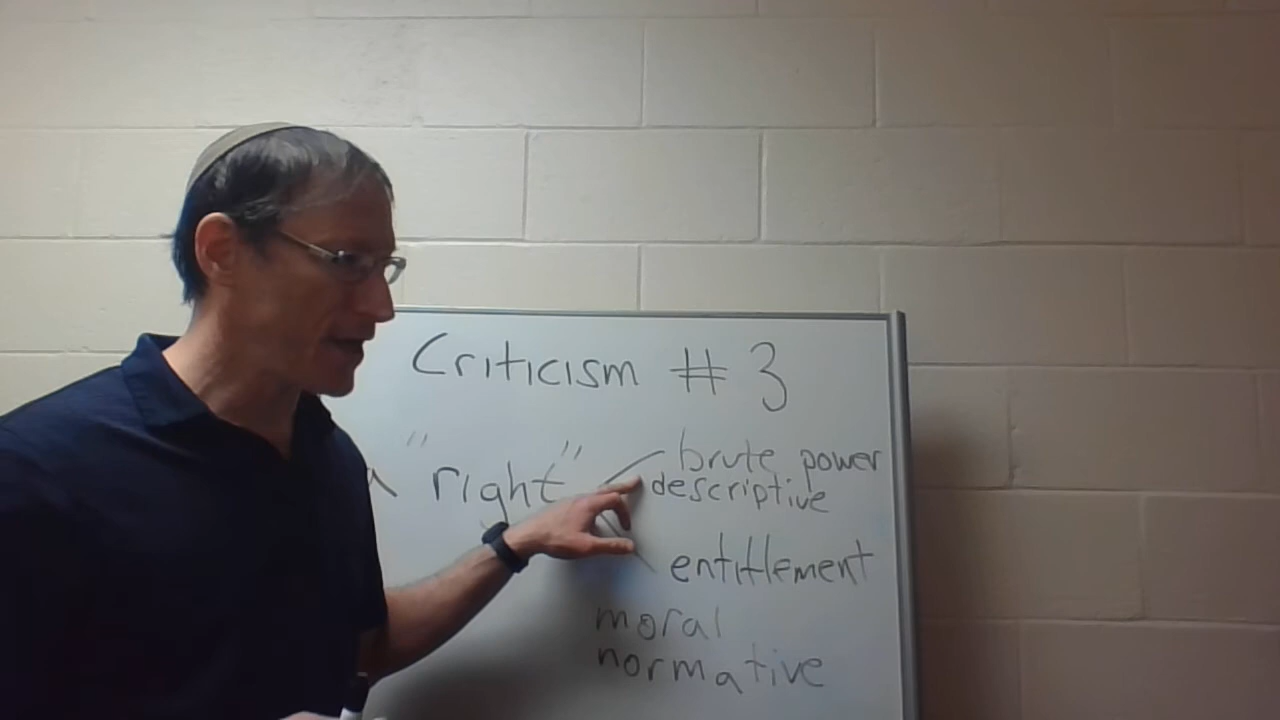 Criticism # 3
"right"
brute power
descriptive
entitlement
moral
normative